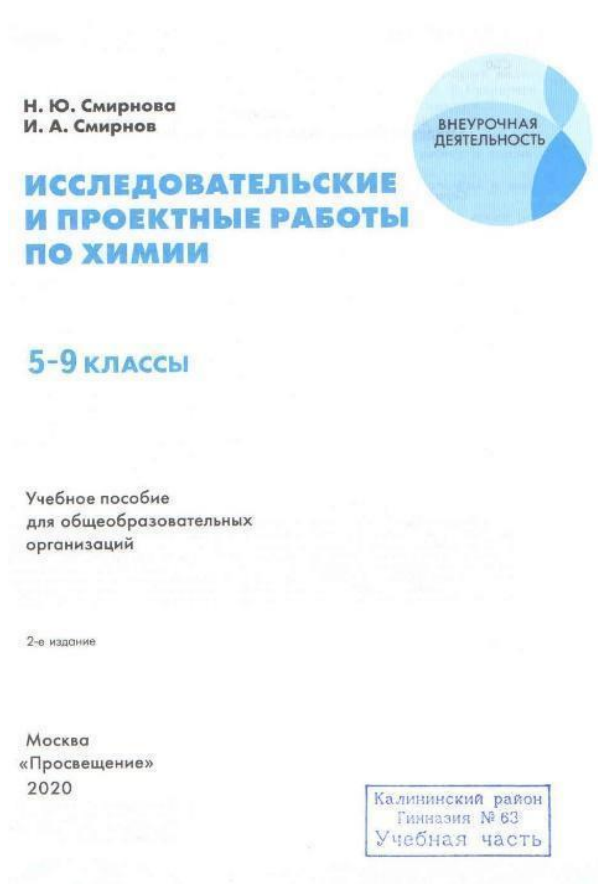 Н. Ю. Смирнова
И. А. Смирнов
ВНЕУРОЧНАЯ
ДЕЯТЕЛЬНОСТЬ
ИССЛЕДОВАТЕЛЬСКИЕ
И ПРОЕКТНЫЕ РАБОТЫ
ПО ХИМИИ
5-9 КЛАССЫ
Учебное пособие
для общеобразовательных
организаций
2-е издание
Москва
«Просвещение»
2020
Калининский район
Гимназия № 63
Учебная часть